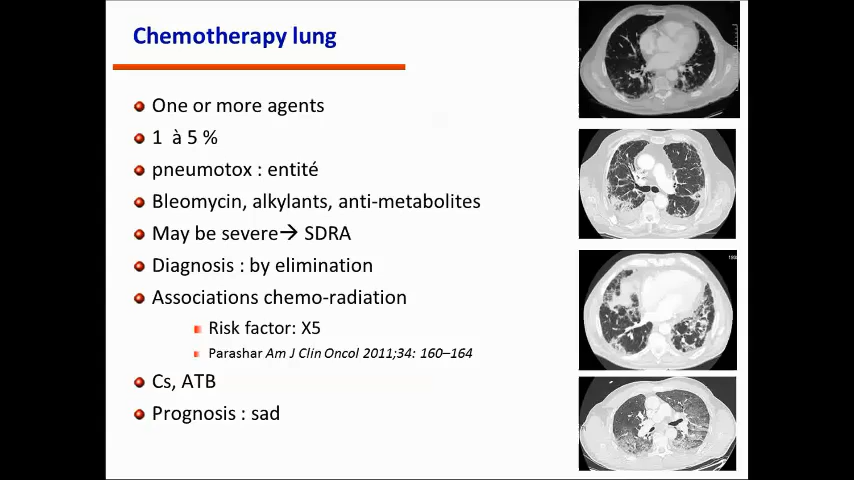 Chemotherapy lung
One or more agents
1 à 5 %
pneumotox : entité
Bleomycin, alkylants, anti-metabolites
May be severe→ SDRA
Diagnosis : by elimination
Associations chemo-radiation
Risk factor: X5
Parashar Am J Clin Oncol 2011;34: 160–164
Cs, ATB
Prognosis : sad